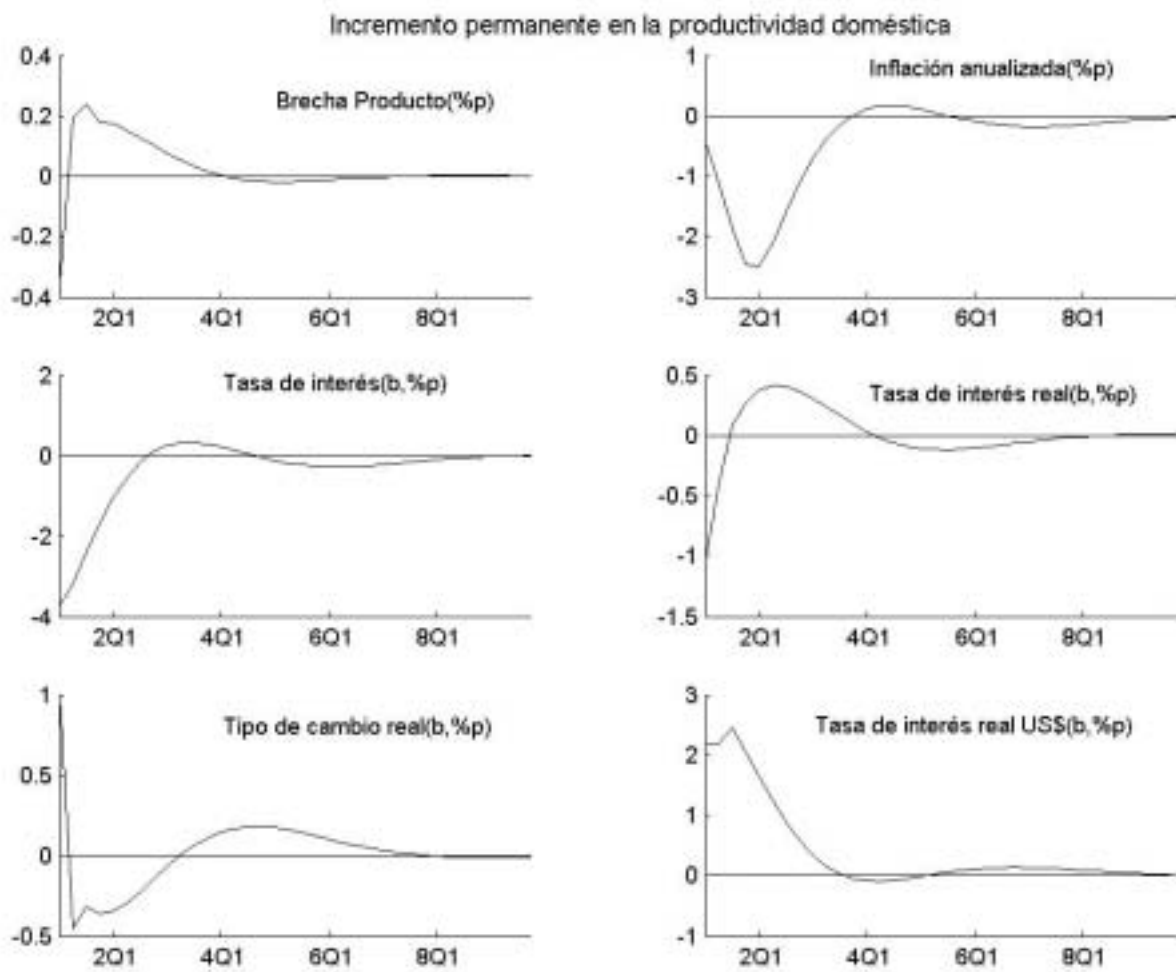 Incremento permanente en la productividad doméstica
Brecha Producto(%p)
0.4
0.2
0
-0.2
-0.4
2Q1 4Q1 6Q1 8Q1
Inflación anualizada(%p)
1
0
-1
-2
-3
2Q1 4Q1 6Q1 8Q1
Tasa de interés(b,%p)
2
0
-2
-4
2Q1 4Q1 6Q1 8Q1
Tasa de interés real(b,%p)
0.5
0
-0.5
-1
-1.5
2Q1 4Q1 6Q1 8Q1
Tipo de cambio real(b,%p)
1
0.5
0
-0.5
2Q1 4Q1 6Q1 8Q1
Tasa de interés real US$(b,%p)
3
2
1
0
-1
2Q1 4Q1 6Q1 8Q1